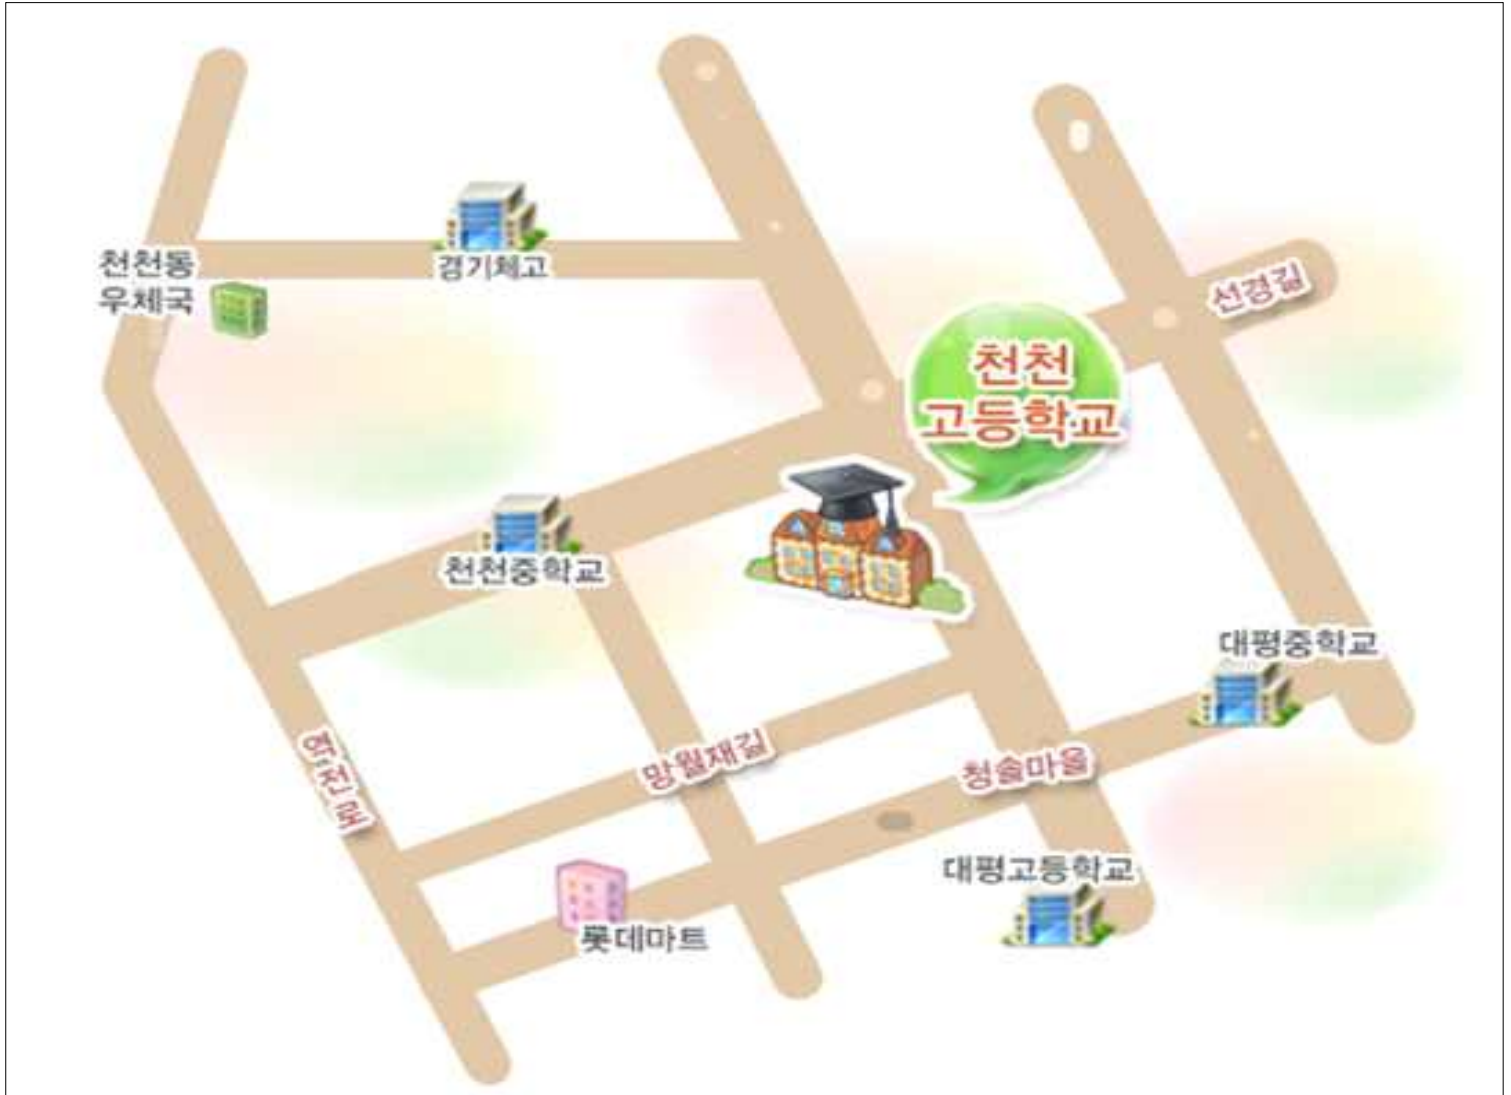 천천동
우체국
경기체고
선경길
천천
고등학교
천천중학교
대평중학교
역전로
망월재길
청솔마을
대평고등학교
롯데마트